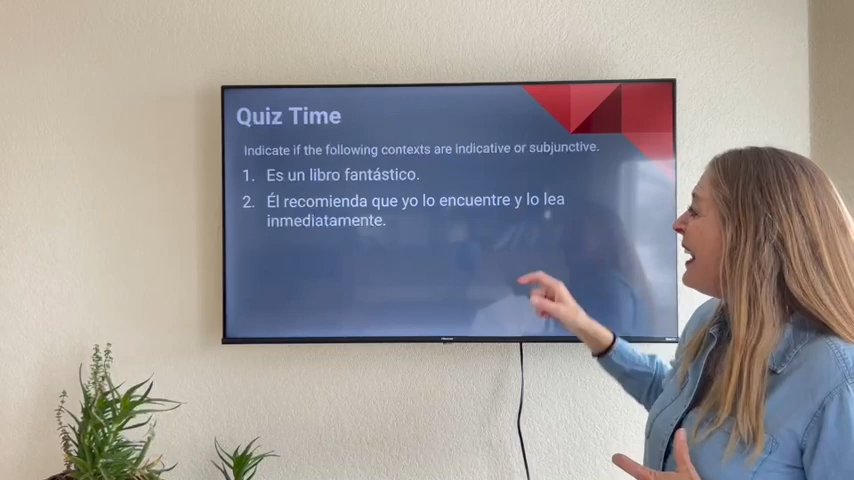 Quiz Time
Indicate if the following contexts are indicative or subjunctive.
1. Es un libro fantástico.
2. Él recomienda que yo lo encuentre y lo lea
inmediatamente.